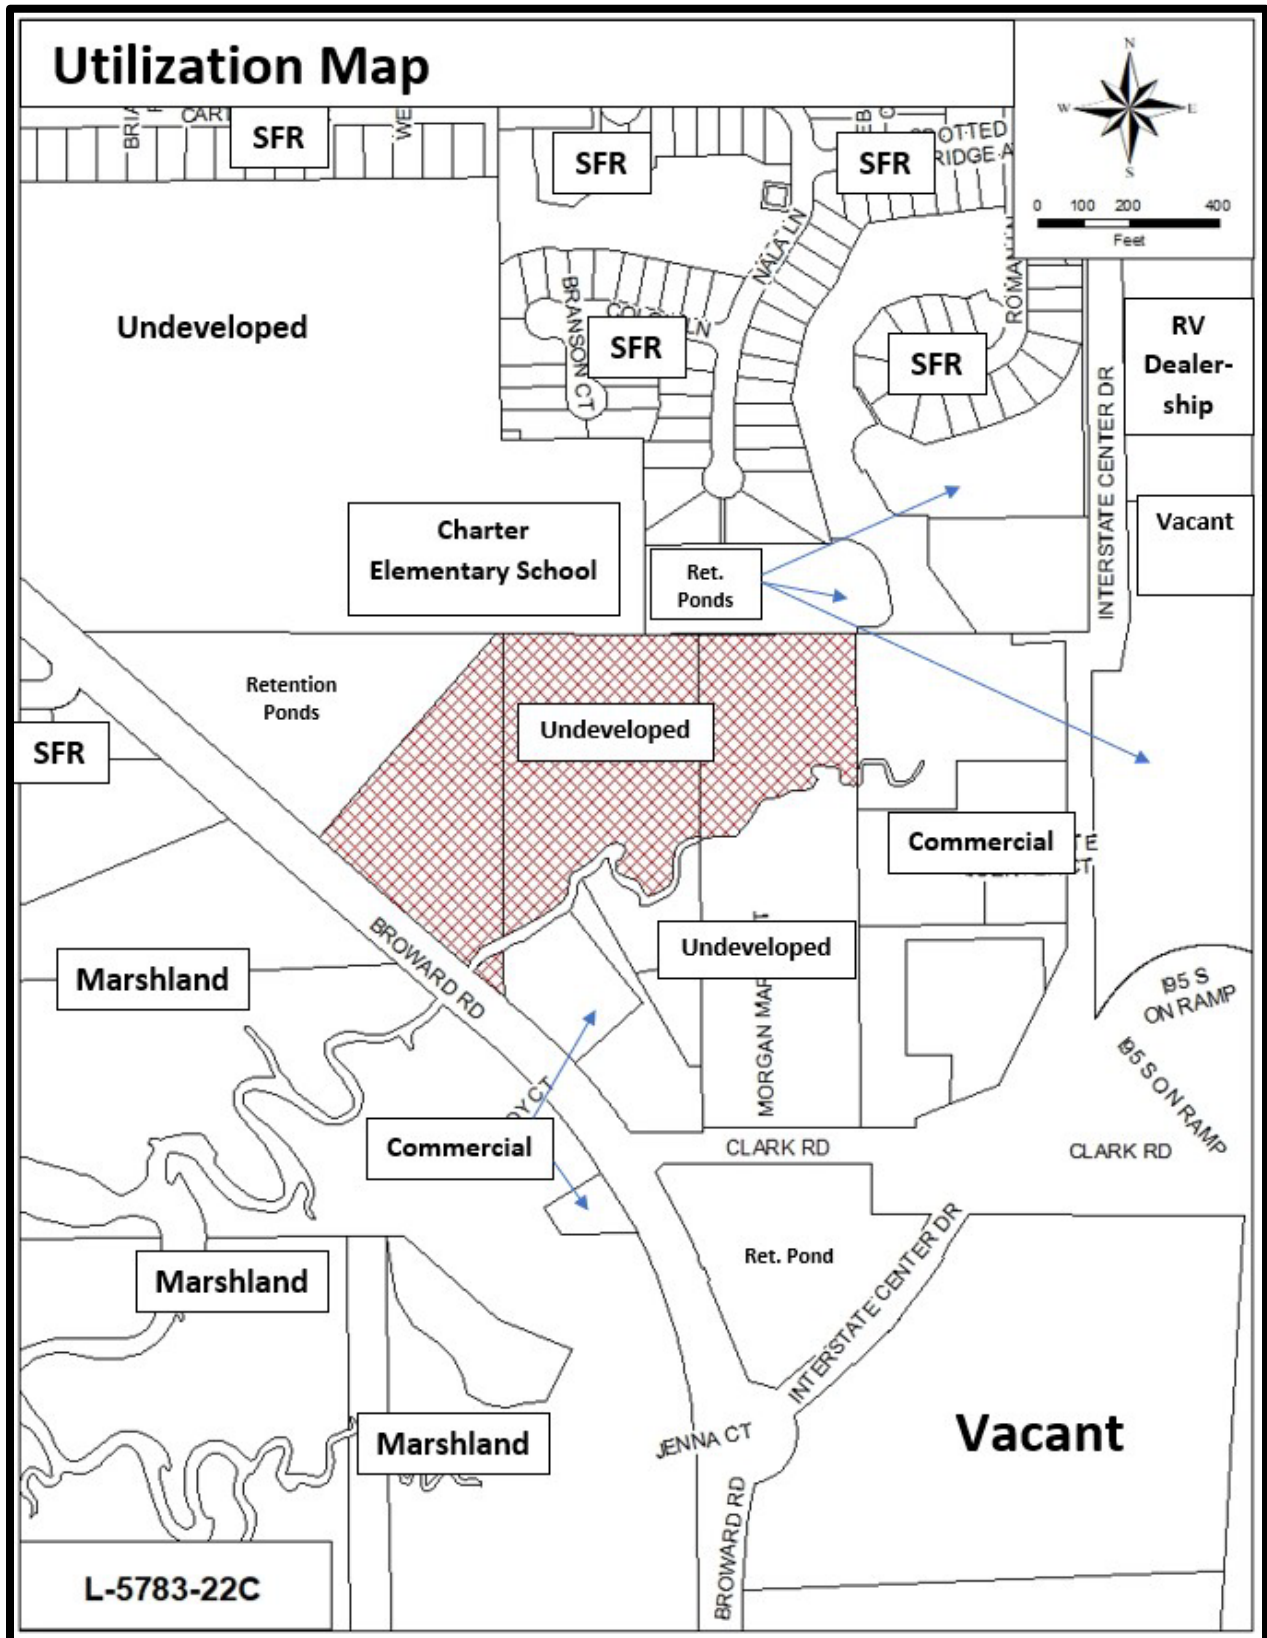 Utilization Map
N
W E
S
0 100 200 400
Feet
SFR
SFR
SFR
NALA LN
BRANSON CT
LN
SFR
SFR
Undeveloped
RV
Dealer-
ship
INTERSTATE CENTER DR
Vacant
Charter
Elementary School
Ret.
Ponds
Retention
Ponds
Undeveloped
SFR
Commercial
BROWARD RD
Undeveloped
Marshland
I95 S
ON RAMP
I95 S ON RAMP
Commercial
CLARK RD
CLARK RD
Marshland
Ret. Pond
INTERSTATE CENTER DR
Marshland
JENNA CT
Vacant
BROWARD RD
L-5783-22C